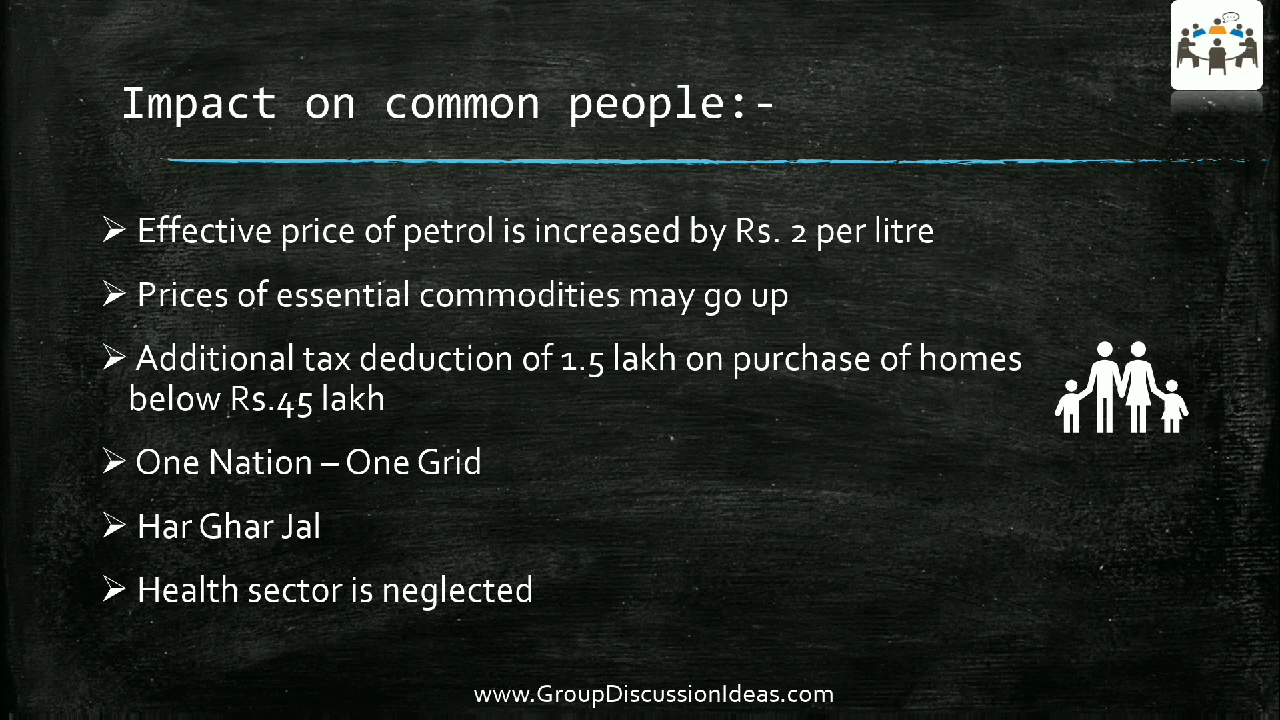 Impact on common people:-
➢ Effective price of petrol is increased by Rs. 2 per litre
➢ Prices of essential commodities may go up
➢ Additional tax deduction of 1.5 lakh on purchase of homes
below Rs.45 lakh
➢ One Nation – One Grid
➢ Har Ghar Jal
➢ Health sector is neglected
www.GroupDiscussionIdeas.com